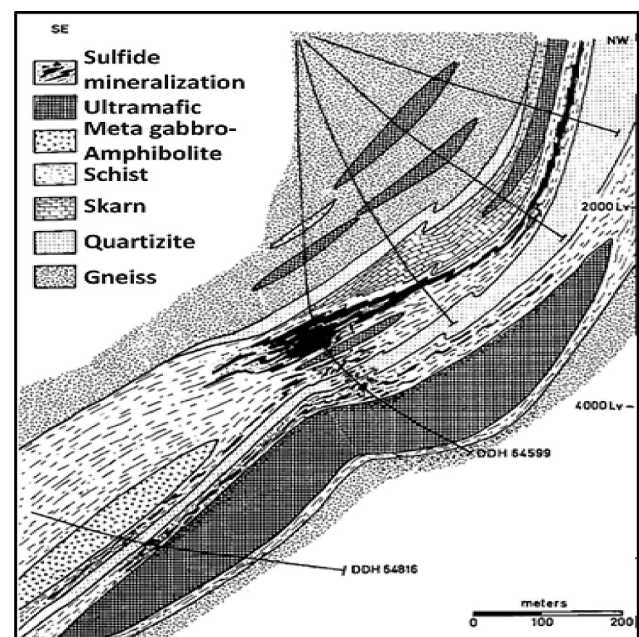 SE
NW
Sulfide
mineralization
Ultramafic
Meta gabbro-
Amphibolite
Schist
Skarn
Quartizite
Gneiss
2000 Lv
4000 Lv
DDH 64599
DDH 54816
meters
0 100 200